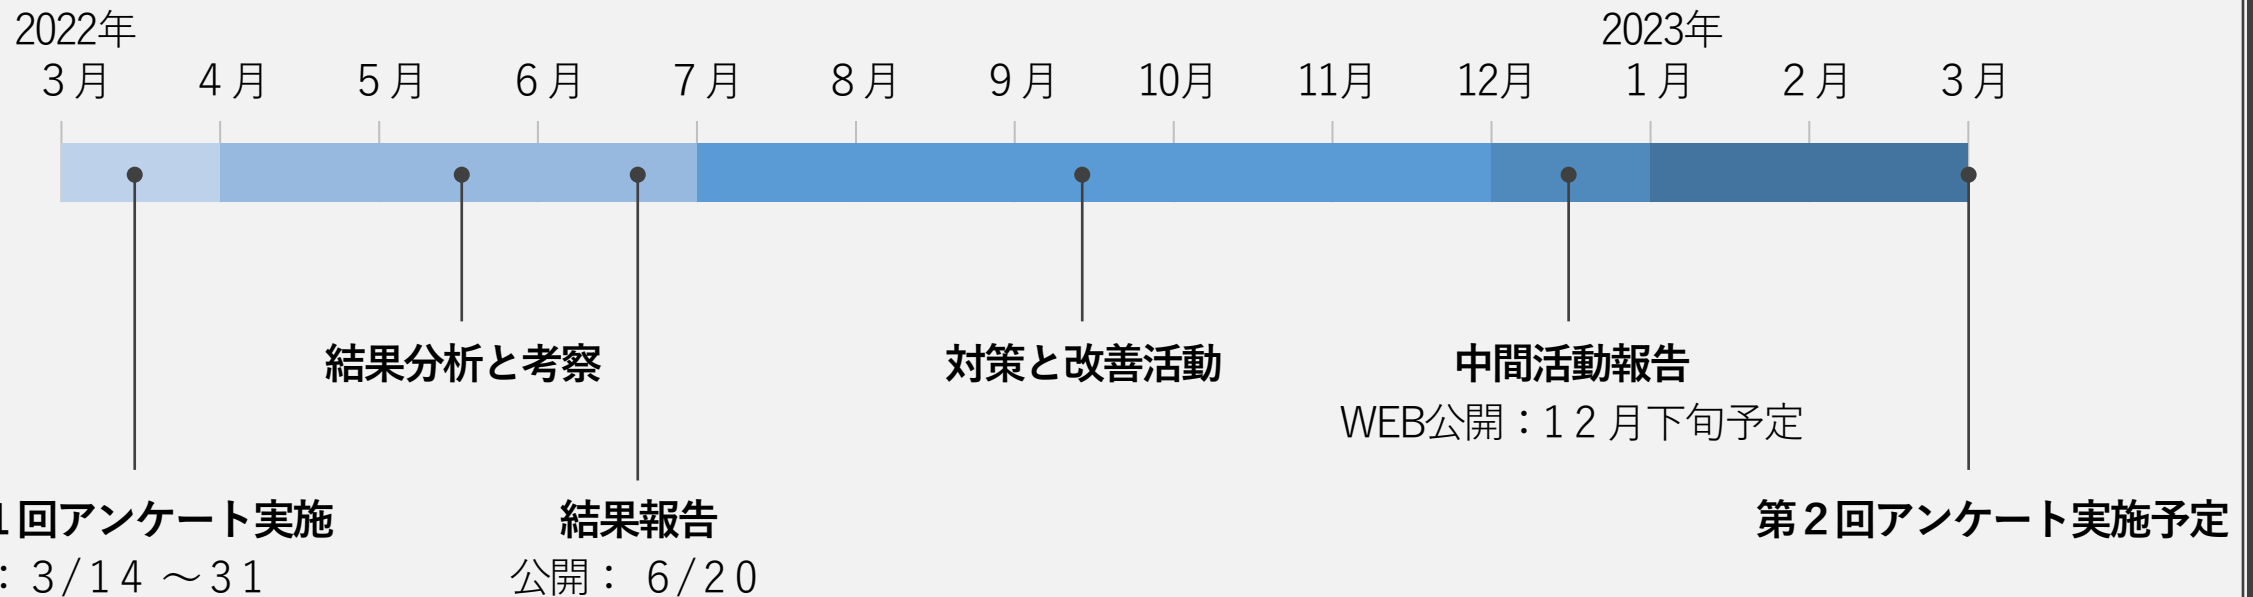 2022年
2023年
3月 4月 5月 6月 7月 8月 9月 10月 11月 12月 1月 2月 3月
結果分析と考察
対策と改善活動
中間活動報告
WEB公開：12月下旬予定
1回アンケート実施
：3/14 ～31
結果報告
公開： 6/20
第2回アンケート実施予定